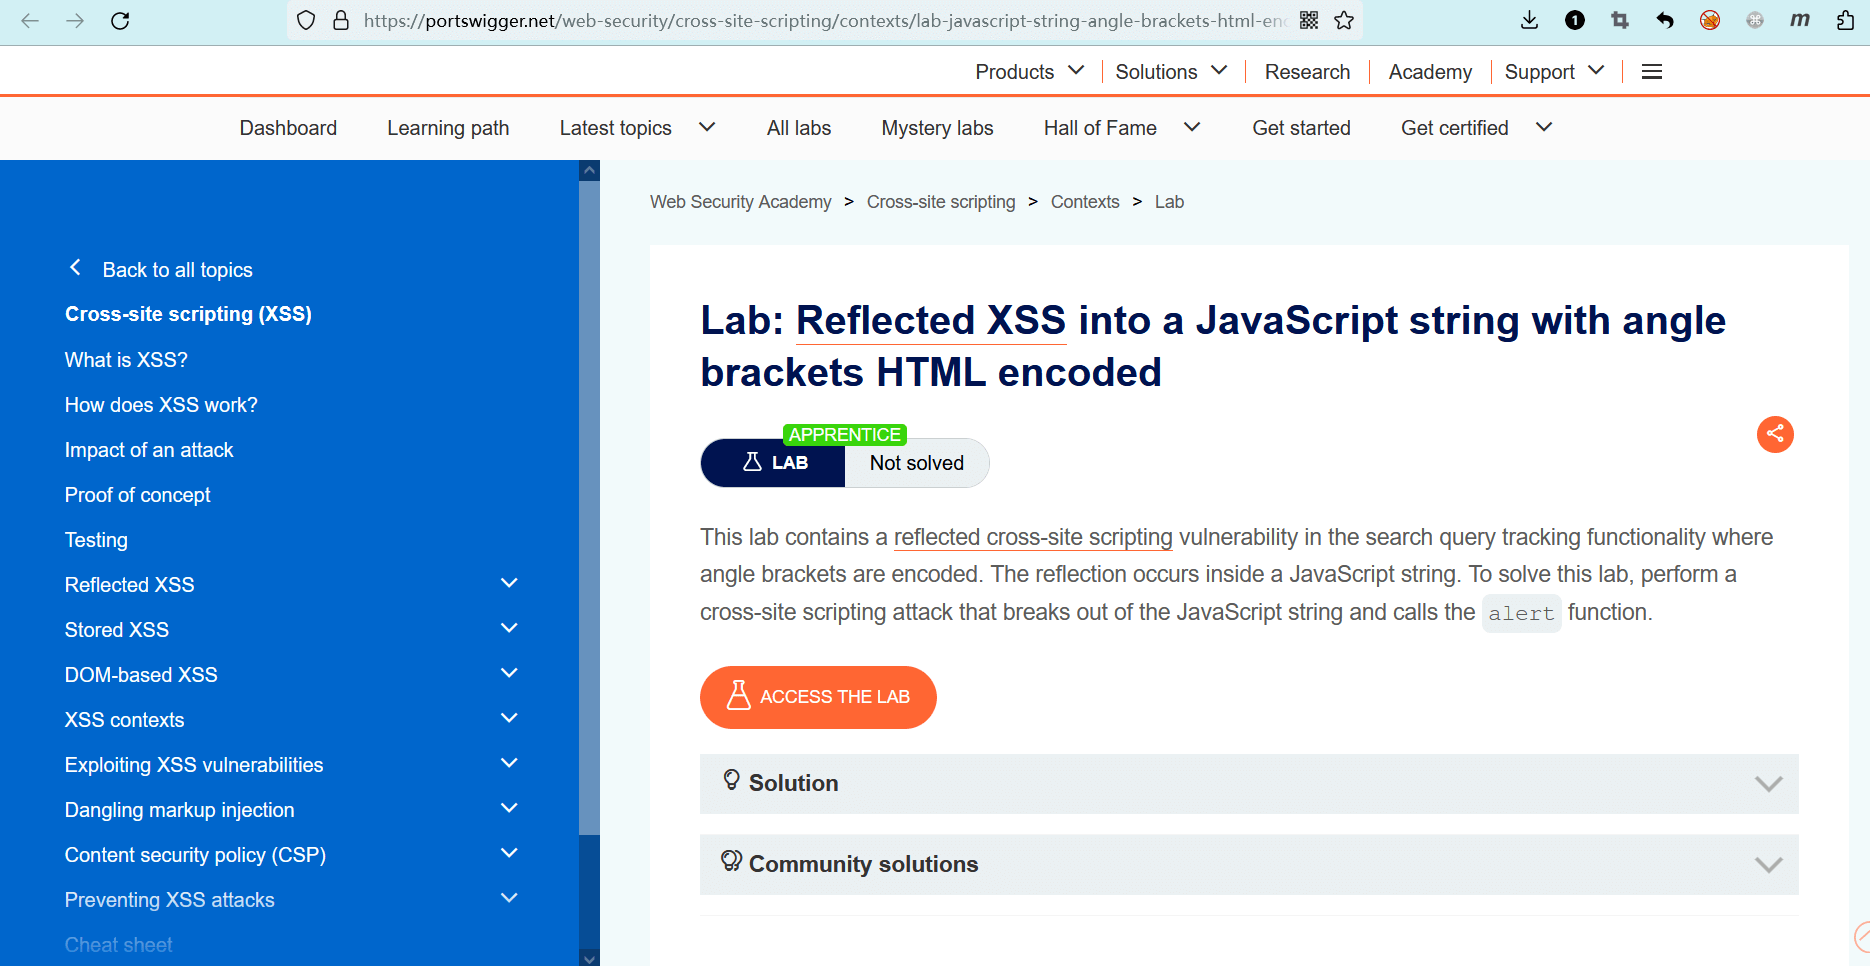 https://portswigger.net/web-security/cross-site-scripting/contexts/lab-javascript-string-angle-brackets-html-enc
1
m
Products
Solutions
Research
Academy
Support
Dashboard
Learning path
Latest topics
All labs
Mystery labs
Hall of Fame
Get started
Get certified
Back to all topics
Cross-site scripting (XSS)
What is XSS?
How does XSS work?
Impact of an attack
Proof of concept
Testing
Reflected XSS
Stored XSS
DOM-based XSS
XSS contexts
Exploiting XSS vulnerabilities
Dangling markup injection
Content security policy (CSP)
Preventing XSS attacks
Cheat sheet
Web Security Academy > Cross-site scripting > Contexts > Lab
Lab: Reflected XSS into a JavaScript string with angle
brackets HTML encoded
APPRENTICE
LAB
Not solved
This lab contains a reflected cross-site scripting vulnerability in the search query tracking functionality where
angle brackets are encoded. The reflection occurs inside a JavaScript string. To solve this lab, perform a
cross-site scripting attack that breaks out of the JavaScript string and calls the alert function.
ACCESS THE LAB
Solution
Community solutions